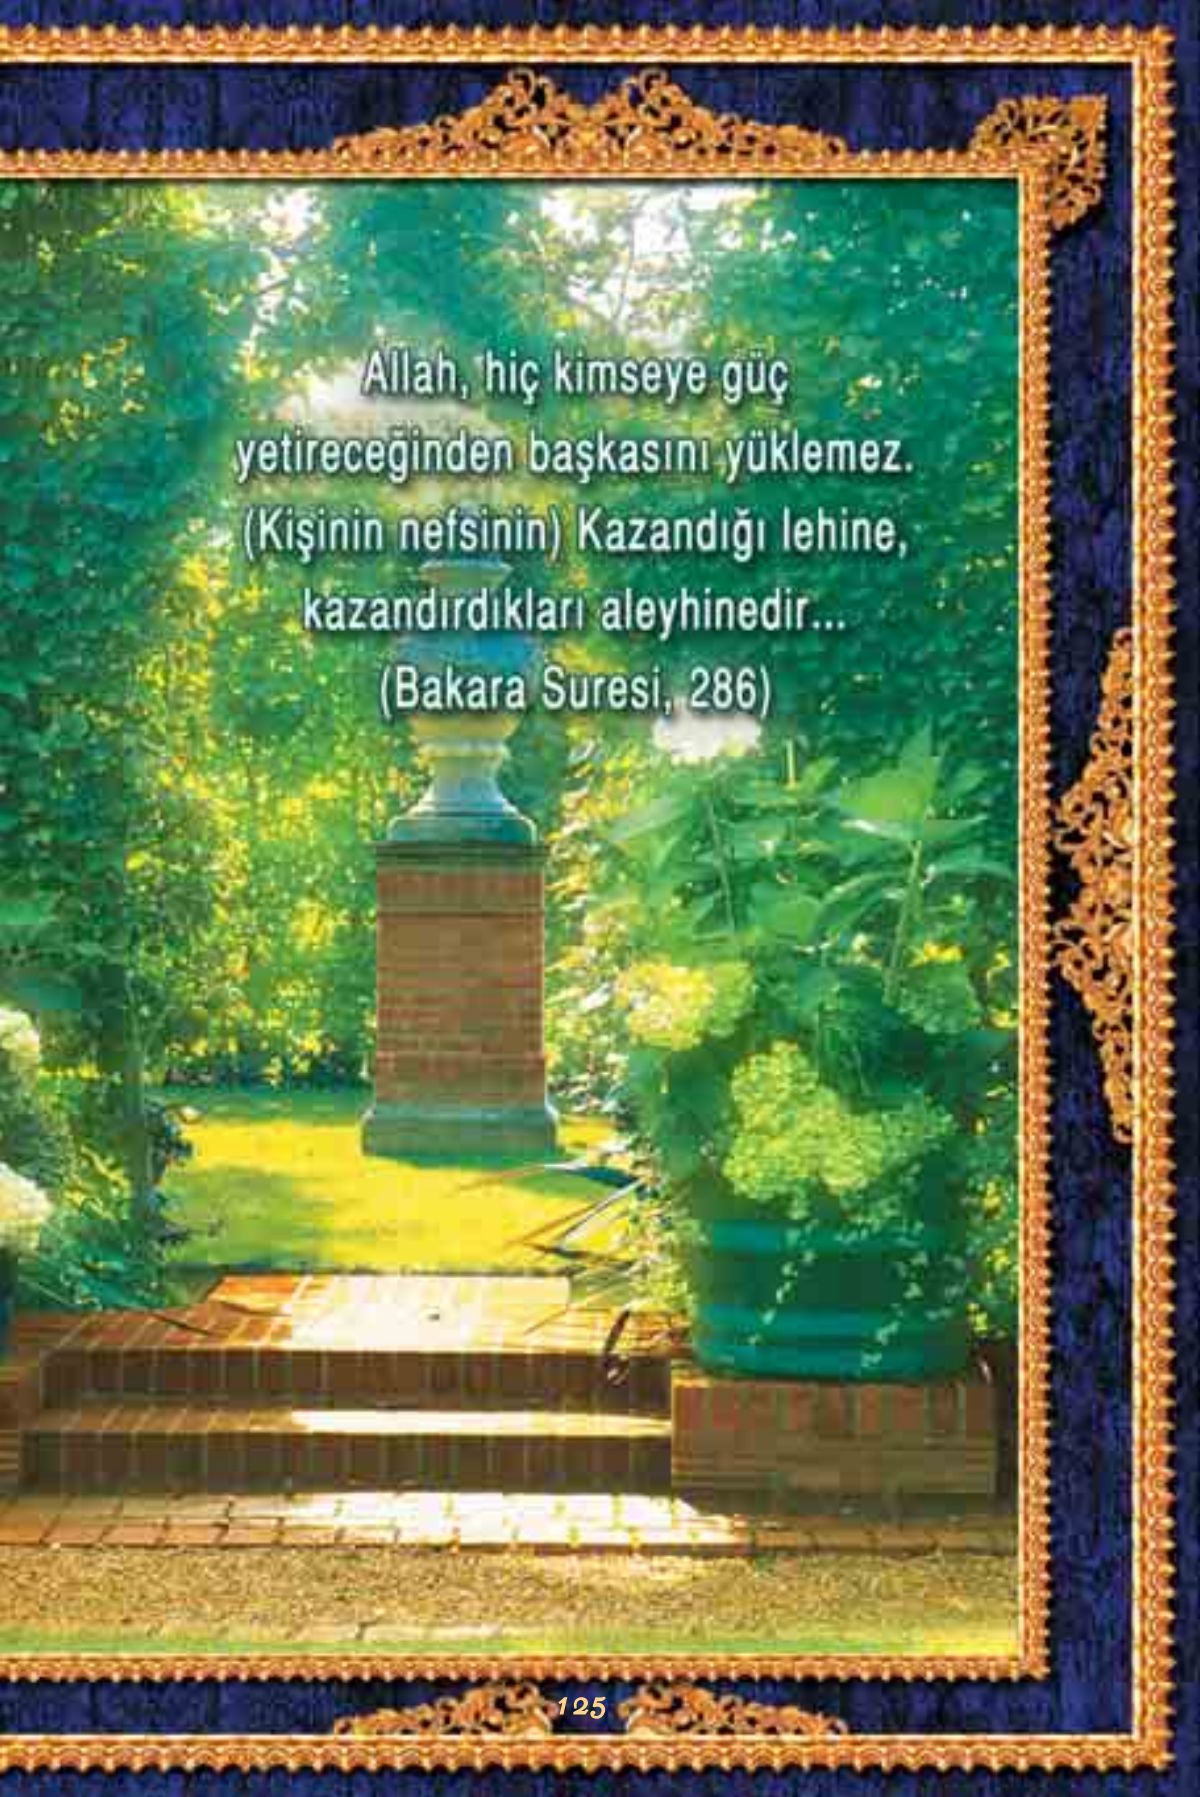 Allah, hiç kimseye güç
yetireceğinden başkasını yüklemez.
(Kişinin nefsinin) Kazandığı lehine,
kazandırdıkları aleyhinedir...
(Bakara Suresi, 286)
125